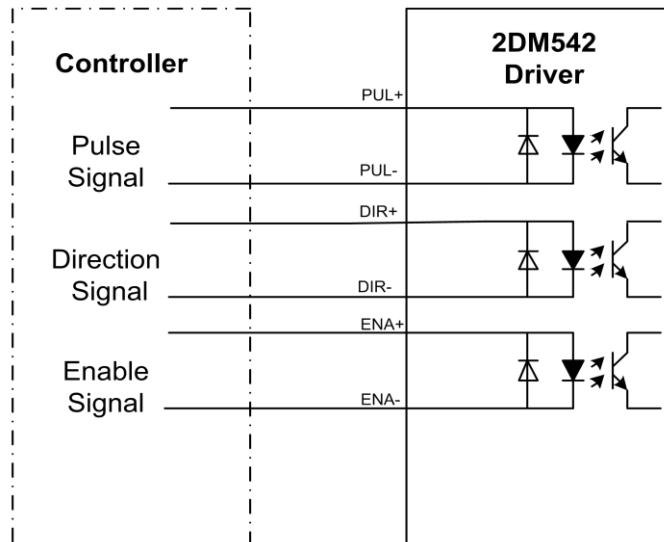 Controller
2DM542
Driver
PUL+
Pulse
Signal
PUL-
DIR+
Direction
Signal
DIR-
ENA+
Enable
Signal
ENA-